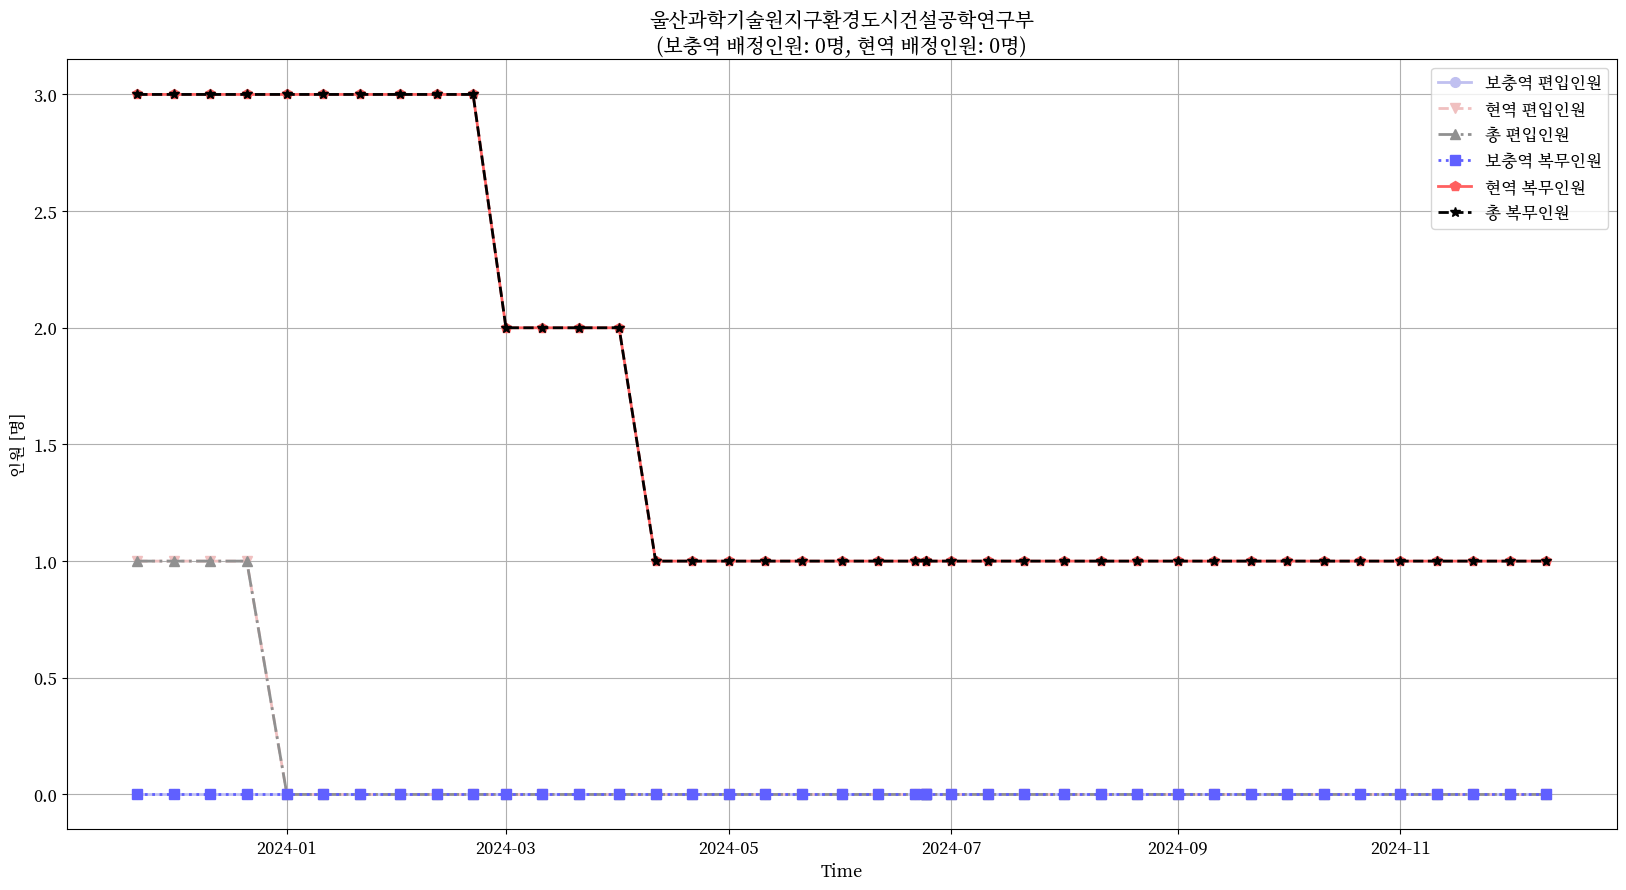 울산과학기술원지구환경도시건설공학연구부
(보충역 배정인원: 0명, 현역 배정인원: 0명)
보충역 편입인원
현역 편입인원
총 편입인원
보충역 복무인원
현역 복무인원
총 복무인원
3.0
2.5
2.0
1.5
1.0
0.5
0.0
인원 [명]
2024-01
2024-03
2024-05
2024-07
2024-09
2024-11
Time